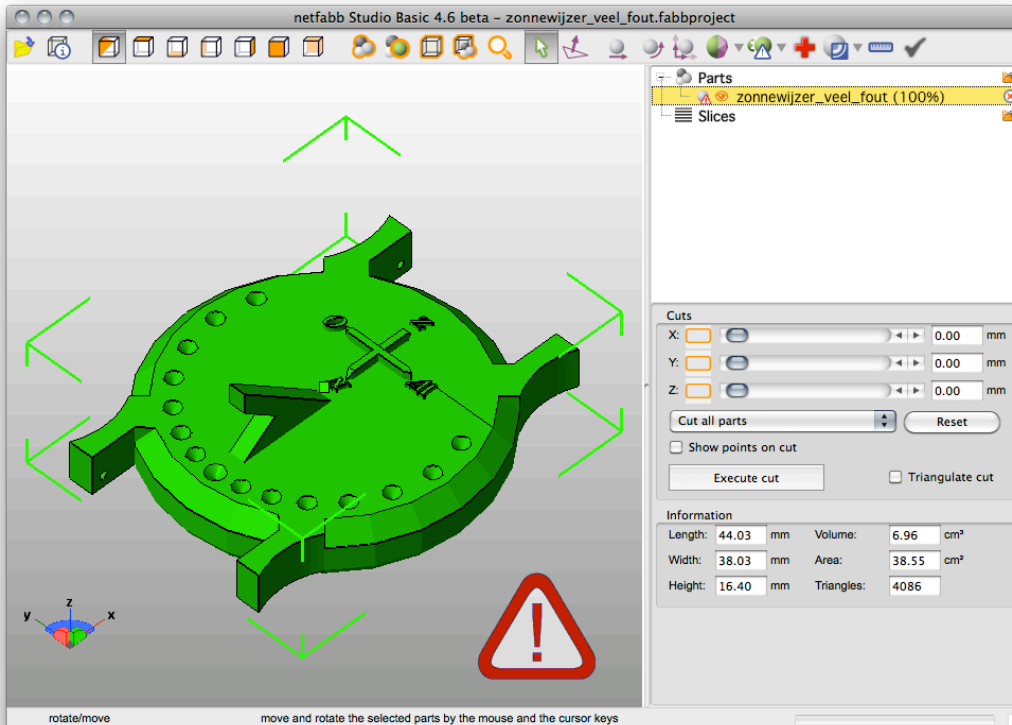 netfabb Studio Basic 4.6 beta – zonnewijzer_veel_fout.fabbproject
Parts
zonnewijzer_veel_fout (100%)
Slices
Cuts
X: 0.00 mm
Y: 0.00 mm
Z: 0.00 mm
Cut all parts Reset
Show points on cut
Execute cut Triangulate cut
Information
Length: 44.03 mm Volume: 6.96 cm³
Width: 38.03 mm Area: 38.55 cm²
Height: 16.40 mm Triangles: 4086
z
y x
rotate/move move and rotate the selected parts by the mouse and the cursor keys